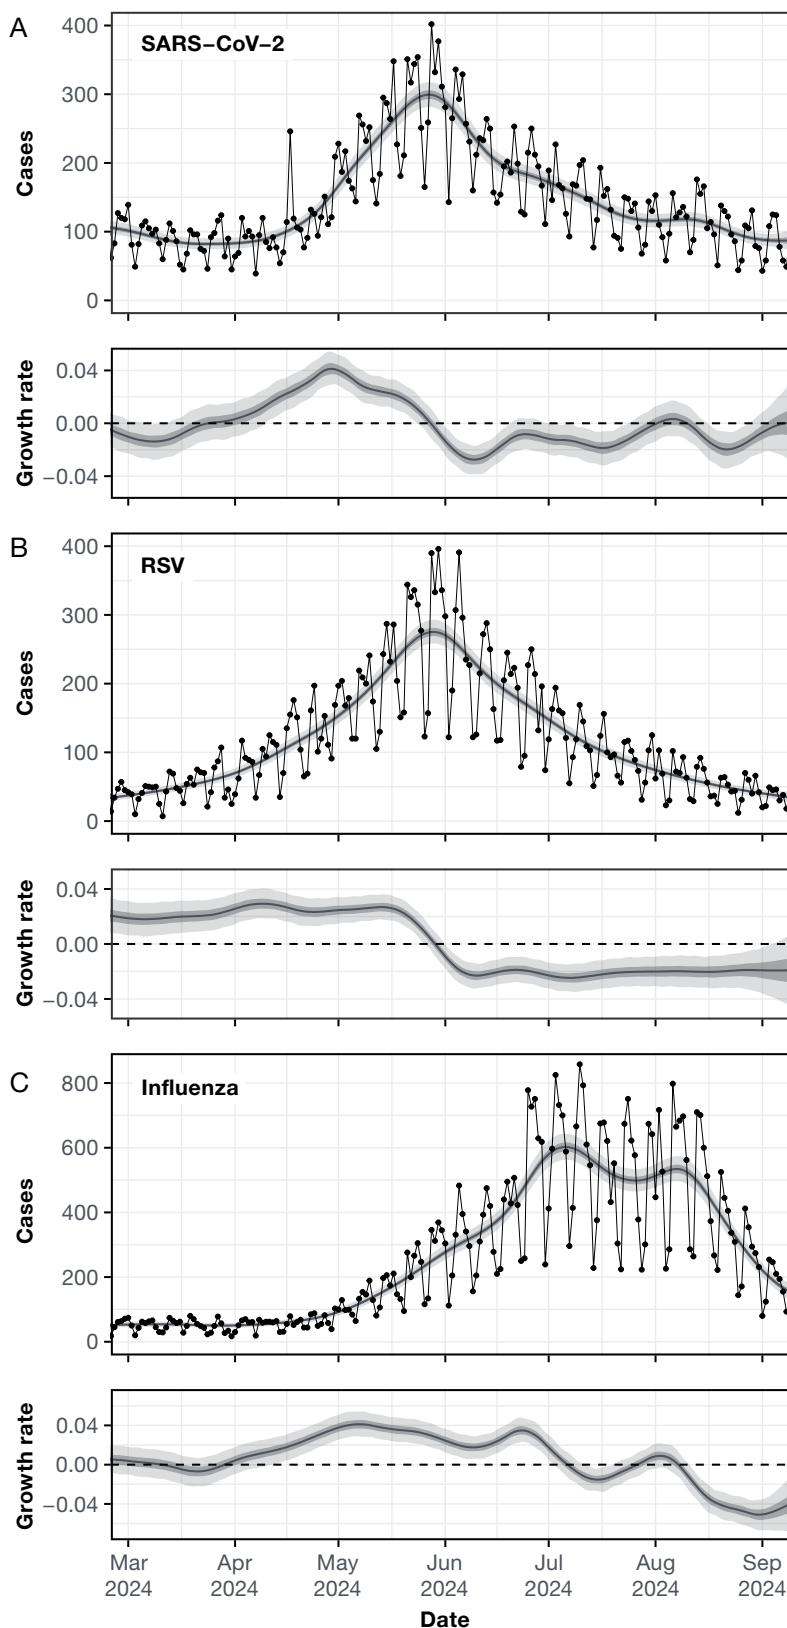 A
SARS−CoV−2
Cases
400
300
200
100
0
Growth rate
0.04
0.00
−0.04
B
RSV
Cases
400
300
200
100
0
Growth rate
0.04
0.00
−0.04
C
Influenza
Cases
800
600
400
200
0
Growth rate
0.04
0.00
−0.04
Mar Apr May Jun Jul Aug Sep
2024 2024 2024 2024 2024 2024 2024
Date